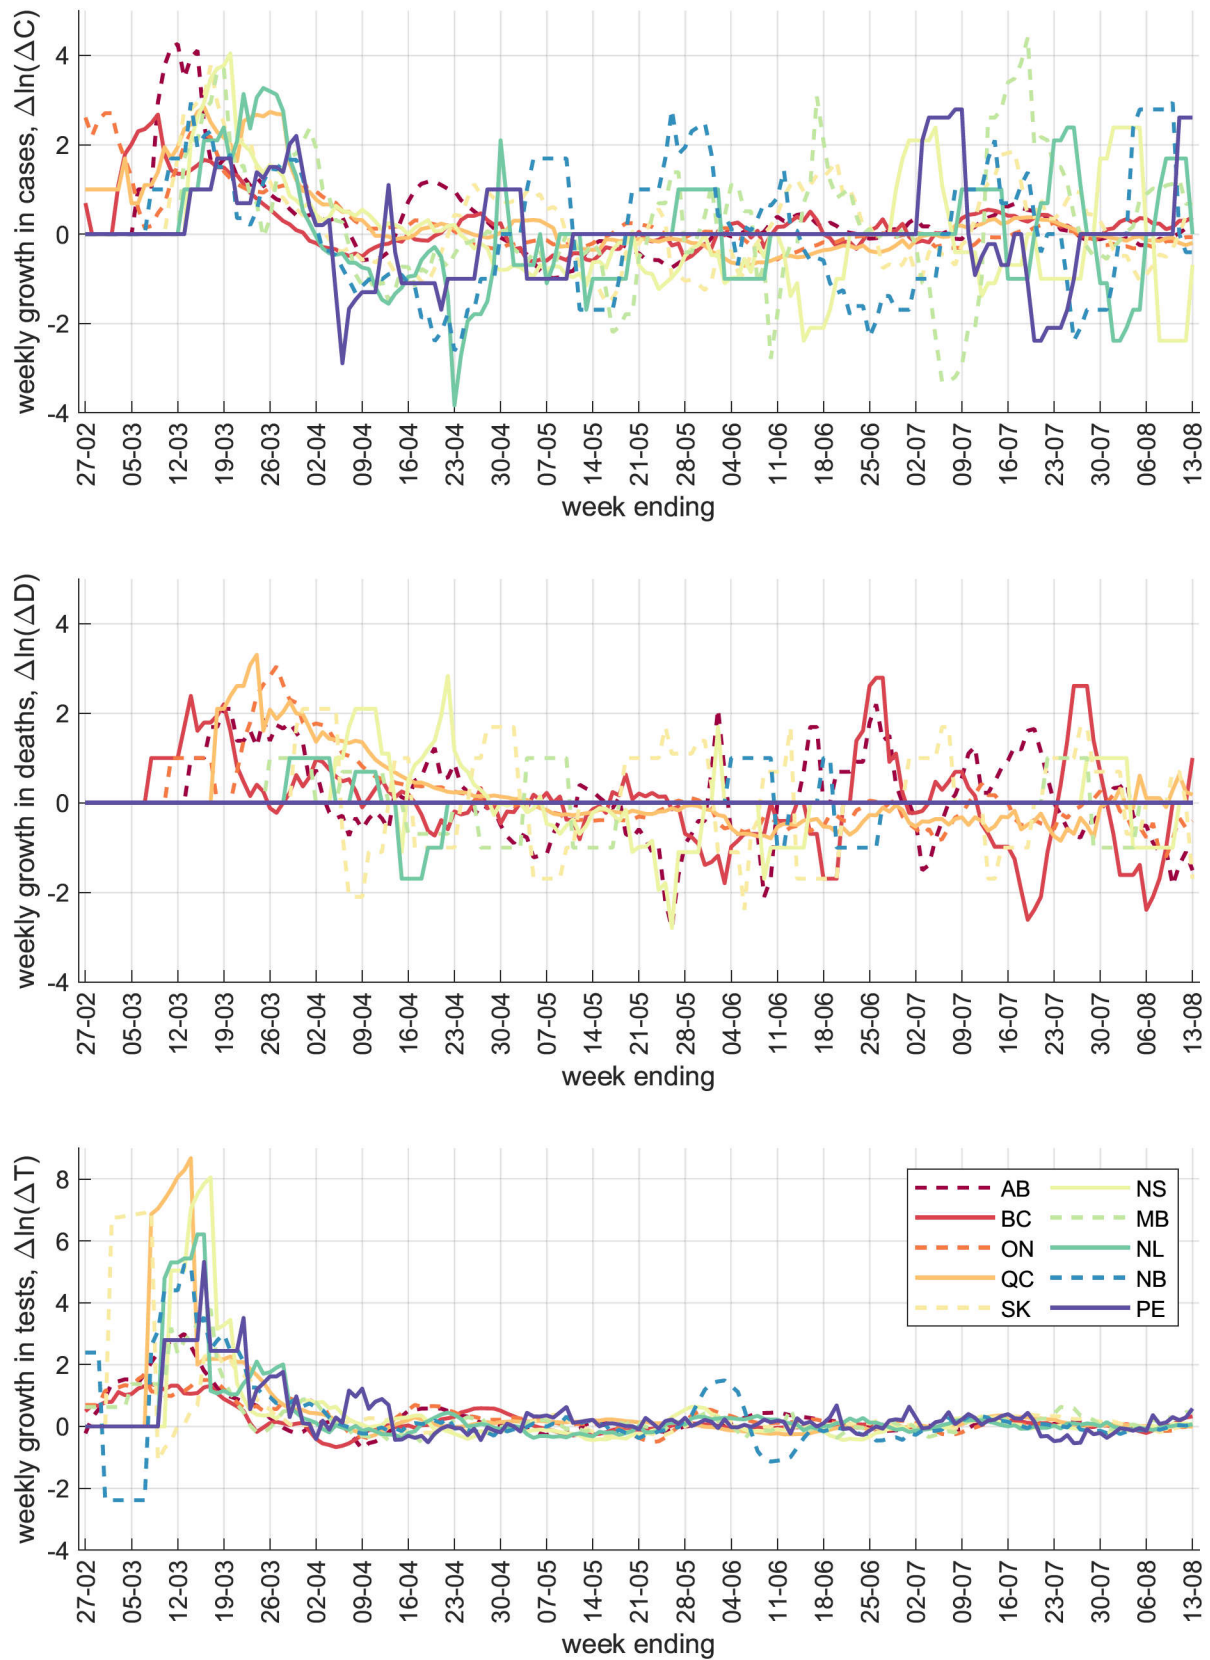 weekly growth in cases, Δln(ΔC)
4
2
0
-2
-4
27-02 05-03 12-03 19-03 26-03 02-04 09-04 16-04 23-04 30-04 07-05 14-05 21-05 28-05 04-06 11-06 18-06 25-06 02-07 09-07 16-07 23-07 30-07 06-08 13-08
week ending
weekly growth in deaths, Δln(ΔD)
4
2
0
-2
-4
27-02 05-03 12-03 19-03 26-03 02-04 09-04 16-04 23-04 30-04 07-05 14-05 21-05 28-05 04-06 11-06 18-06 25-06 02-07 09-07 16-07 23-07 30-07 06-08 13-08
week ending
weekly growth in tests, Δln(ΔT)
8
6
4
2
0
-2
-4
AB NS
BC MB
ON NL
QC NB
SK PE
27-02 05-03 12-03 19-03 26-03 02-04 09-04 16-04 23-04 30-04 07-05 14-05 21-05 28-05 04-06 11-06 18-06 25-06 02-07 09-07 16-07 23-07 30-07 06-08 13-08
week ending